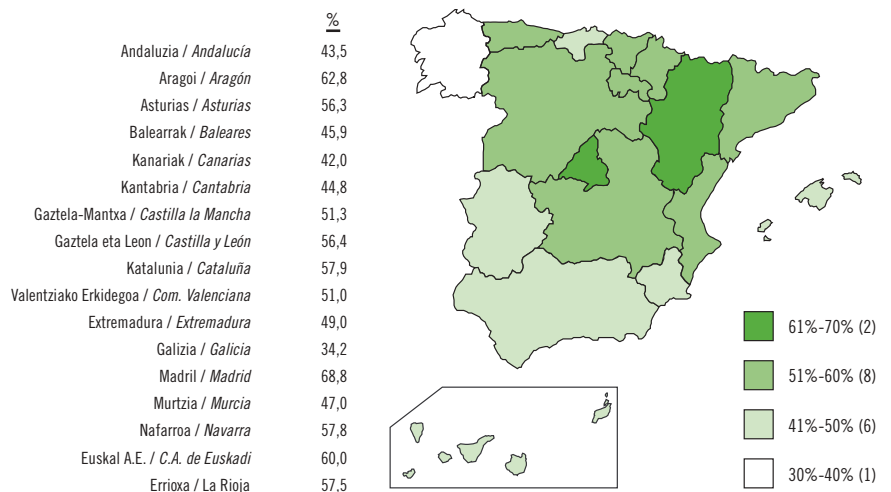 %
Andaluzia / Andalucía 43,5
Aragoi / Aragón 62,8
Asturias / Asturias 56,3
Balearrak / Baleares 45,9
Kanariak / Canarias 42,0
Kantabria / Cantabria 44,8
Gaztela-Mantxa / Castilla la Mancha 51,3
Gaztela eta Leon / Castilla y León 56,4
Katalunia / Cataluña 57,9
Valentziako Erkidegoa / Com. Valenciana 51,0
Extremadura / Extremadura 49,0
Galizia / Galicia 34,2
Madril / Madrid 68,8
Murtzia / Murcia 47,0
Nafarroa / Navarra 57,8
Euskal A.E. / C.A. de Euskadi 60,0
Errioxa / La Rioja 57,5
61%-70% (2)
51%-60% (8)
41%-50% (6)
30%-40% (1)